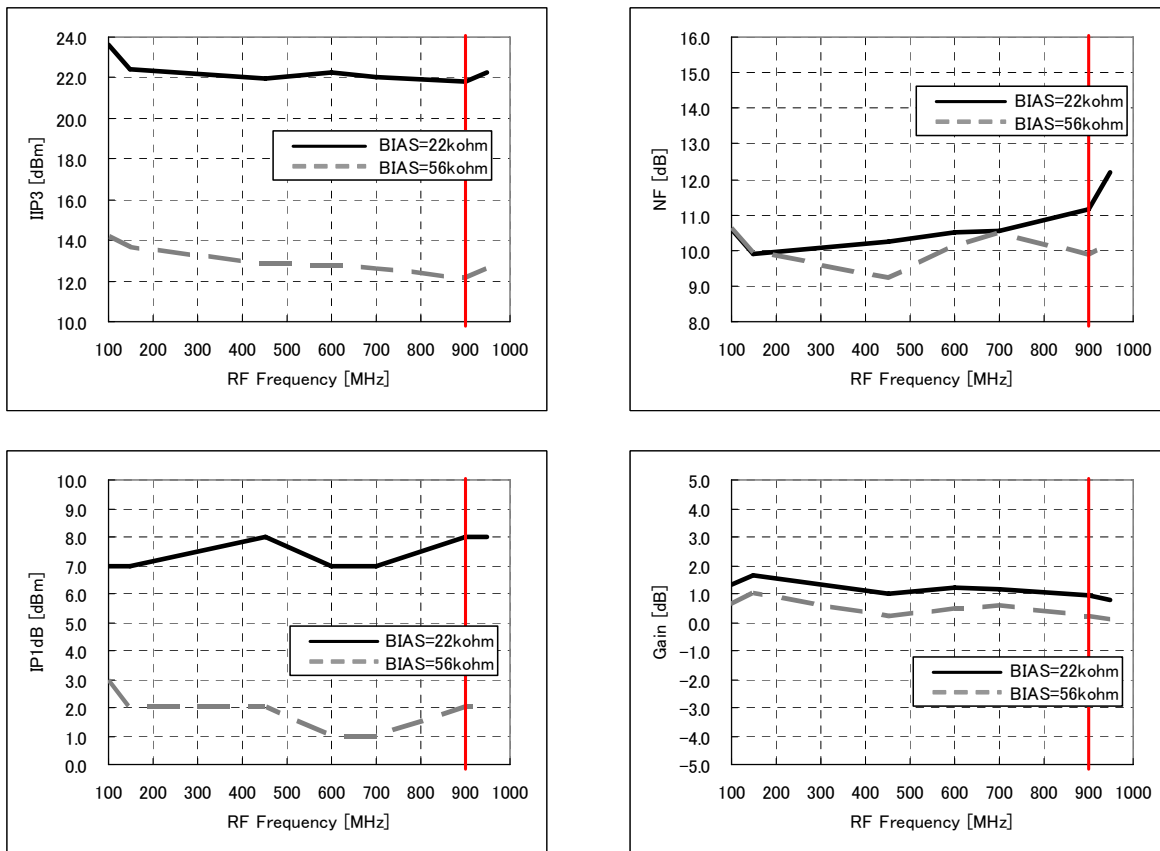 24.0
22.0
20.0
18.0
16.0
14.0
12.0
10.0
IIP3 [dBm]
BIAS=22kohm
BIAS=56kohm
100 200 300 400 500 600 700 800 900 1000
RF Frequency [MHz]
16.0
15.0
14.0
13.0
12.0
11.0
10.0
9.0
8.0
NF [dB]
BIAS=22kohm
BIAS=56kohm
100 200 300 400 500 600 700 800 900 1000
RF Frequency [MHz]
10.0
9.0
8.0
7.0
6.0
5.0
4.0
3.0
2.0
1.0
0.0
IP1dB [dBm]
BIAS=22kohm
BIAS=56kohm
100 200 300 400 500 600 700 800 900 1000
RF Frequency [MHz]
5.0
4.0
3.0
2.0
1.0
0.0
-1.0
-2.0
-3.0
-4.0
-5.0
Gain [dB]
BIAS=22kohm
BIAS=56kohm
100 200 300 400 500 600 700 800 900 1000
RF Frequency [MHz]